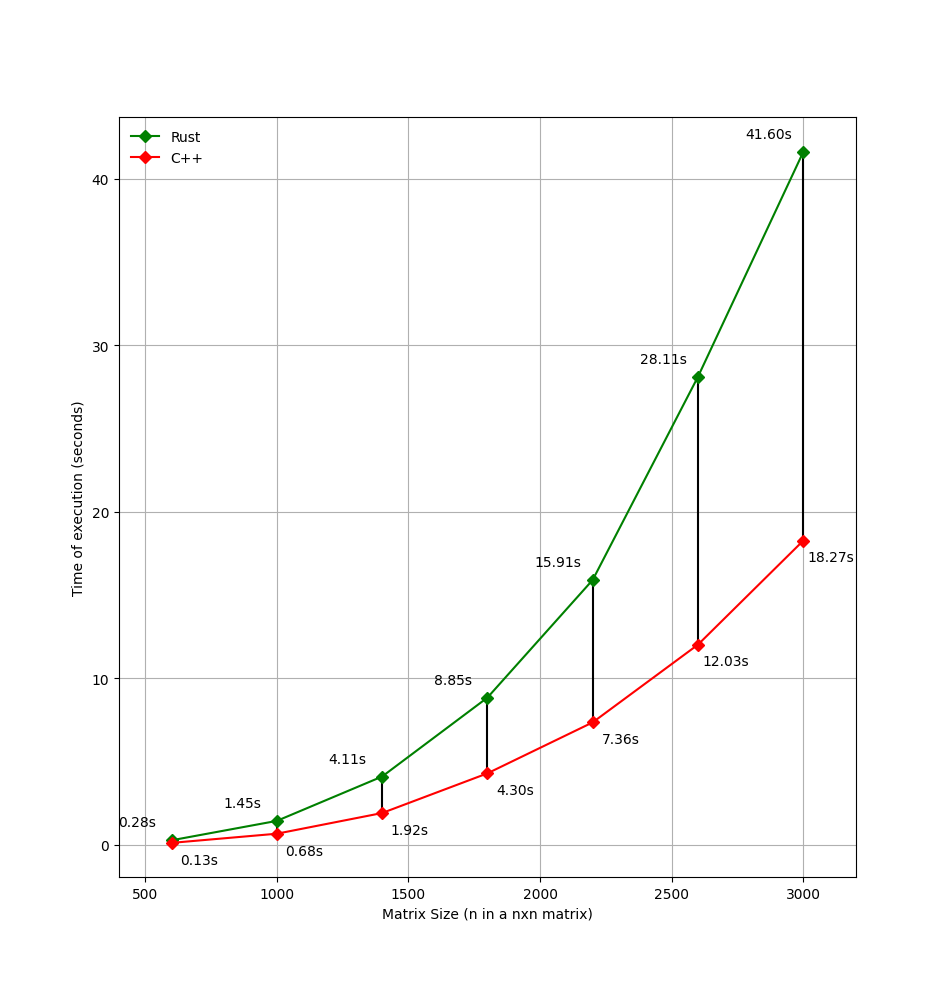 Rust
C++
41.60s
40
30
28.11s
20
18.27s
15.91s
12.03s
10
8.85s
7.36s
4.30s
4.11s
1.92s
1.45s
0.28s
0.68s
0.13s
0
500
1000
1500
2000
2500
3000
Time of execution (seconds)
Matrix Size (n in a nxn matrix)